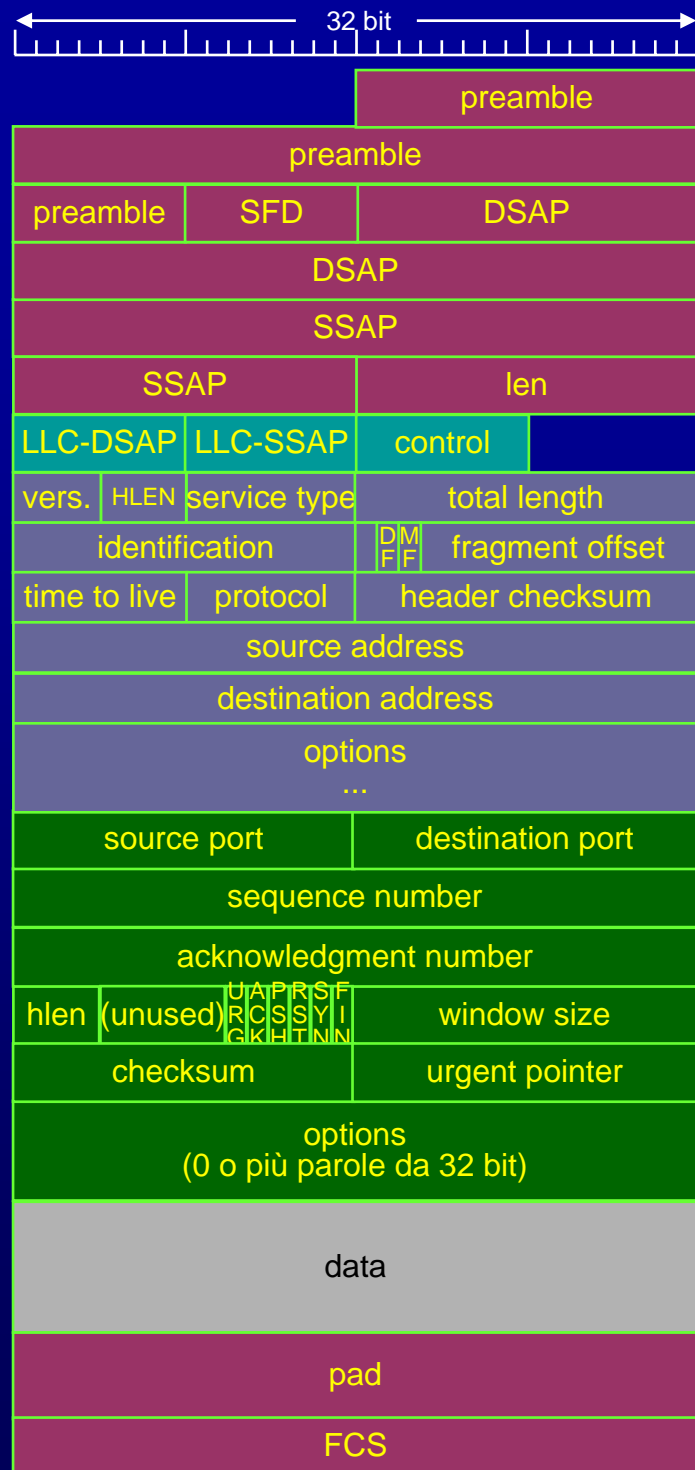 32 bit
preamble
preamble
preamble SFD DSAP
DSAP
SSAP
SSAP len
LLC-DSAP LLC-SSAP control
vers. HLEN service type total length
identification DF MF fragment offset
time to live protocol header checksum
source address
destination address
options
...
source port destination port
sequence number
acknowledgment number
hlen (unused) URG ACK PSH RST SYN FIN window size
checksum urgent pointer
options
(0 o più parole da 32 bit)
data
pad
FCS